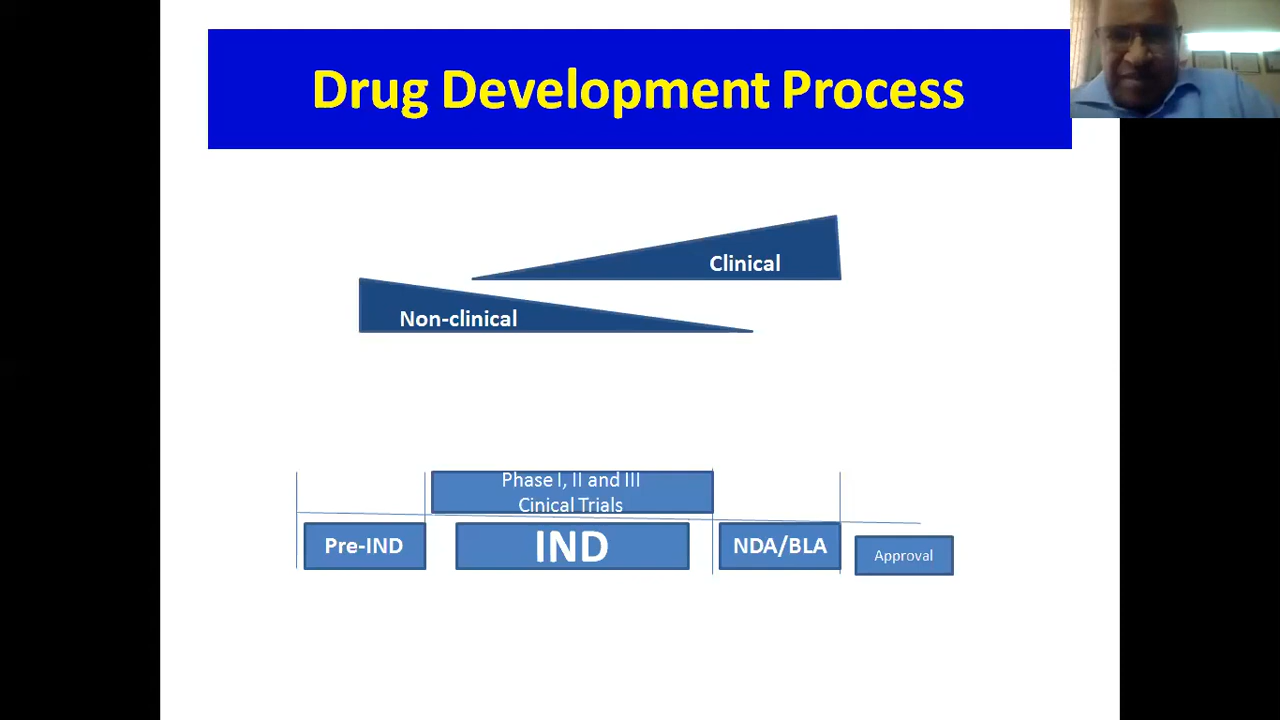 Drug Development Process
Clinical
Non-clinical
Phase I, II and III
Cinical Trials
Pre-IND
IND
NDA/BLA
Approval